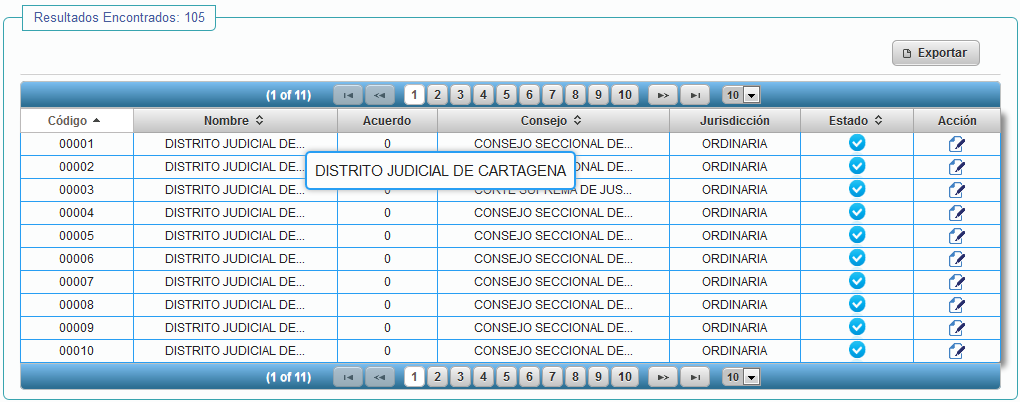 Resultados Encontrados: 105
Exportar
(1 of 11) 1 2 3 4 5 6 7 8 9 10 10
Código Nombre Acuerdo Consejo Jurisdicción Estado Acción
00001 DISTRITO JUDICIAL DE... 0 CONSEJO SECCIONAL DE... ORDINARIA
00002 DISTRITO JUDICIAL DE... ORDINARIA
DISTRITO JUDICIAL DE CARTAGENA
00003 DISTRITO JUDICIAL DE... 0 CORTE SUPREMA DE JUS... ORDINARIA
00004 DISTRITO JUDICIAL DE... 0 CONSEJO SECCIONAL DE... ORDINARIA
00005 DISTRITO JUDICIAL DE... 0 CONSEJO SECCIONAL DE... ORDINARIA
00006 DISTRITO JUDICIAL DE... 0 CONSEJO SECCIONAL DE... ORDINARIA
00007 DISTRITO JUDICIAL DE... 0 CONSEJO SECCIONAL DE... ORDINARIA
00008 DISTRITO JUDICIAL DE... 0 CONSEJO SECCIONAL DE... ORDINARIA
00009 DISTRITO JUDICIAL DE... 0 CONSEJO SECCIONAL DE... ORDINARIA
00010 DISTRITO JUDICIAL DE... 0 CONSEJO SECCIONAL DE... ORDINARIA
(1 of 11) 1 2 3 4 5 6 7 8 9 10 10